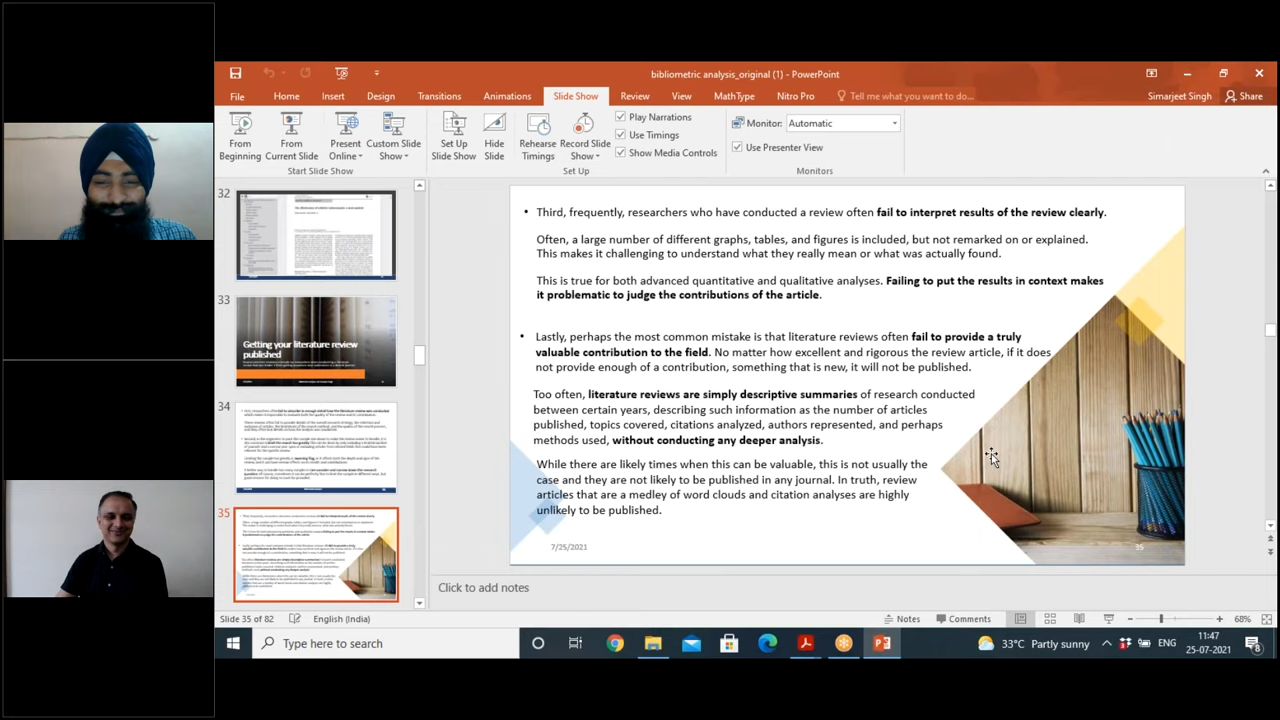 bibliometric analysis_original (1) - PowerPoint
File Home Insert Design Transitions Animations Slide Show Review View MathType Nitro Pro Tell me what you want to do... Simarjeet Singh Share
From Beginning
From Current Slide
Present Online
Custom Slide Show
Set Up Slide Show
Hide Slide
Rehearse Timings
Record Slide Show
Play Narrations
Use Timings
Show Media Controls
Monitor: Automatic
Use Presenter View
Start Slide Show
Set Up
Monitors
32
33
Getting your literature review
published
34
35
• Third, frequently, researchers who have conducted a review often fail to interpret results of the review clearly.
Often, a large number of different graphs, tables, and figures is included, but not remarked on or explained.
This makes it challenging to understand what they really mean or what was actually found.
This is true for both advanced quantitative and qualitative analyses. Failing to put the results in context makes
it problematic to judge the contributions of the article.
• Lastly, perhaps the most common mistake is that literature reviews often fail to provide a truly
valuable contribution to the field. No matter how excellent and rigorous the review article, if it does
not provide enough of a contribution, something that is new, it will not be published.
Too often, literature reviews are simply descriptive summaries of research conducted
between certain years, describing such information as the number of articles
published, topics covered, citations analyzed, authors represented, and perhaps
methods used, without conducting any deeper analysis.
While there are likely times when this can be valuable, this is not usually the
case and they are not likely to be published in any journal. In truth, review
articles that are a medley of word clouds and citation analyses are highly
unlikely to be published.
7/25/2021
35
Click to add notes
Slide 35 of 82 English (India) Notes Comments 68%
Type here to search
33°C Partly sunny ENG
11:47
25-07-2021
8